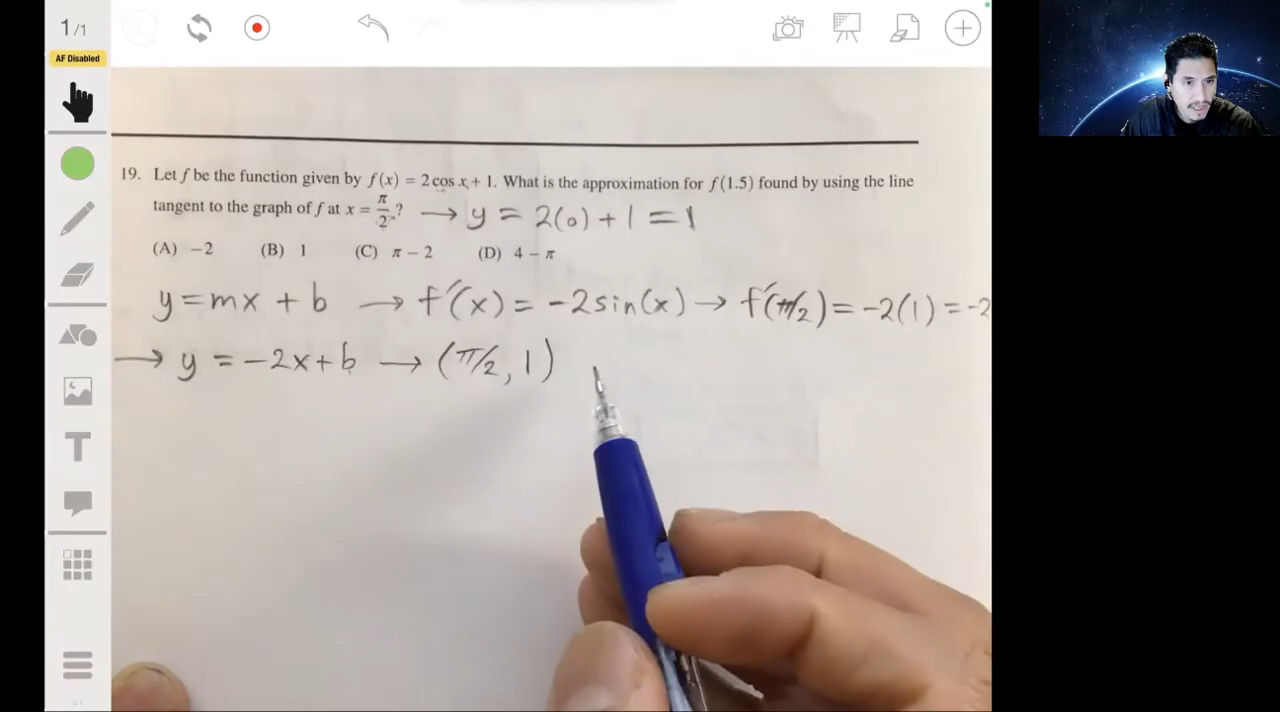 1/1
AF Disabled
19. Let f be the function given by f(x) = 2 cos x + 1. What is the approximation for f(1.5) found by using the line
tangent to the graph of f at x = π/2? → y = 2(0) + 1 = 1
(A) −2 (B) 1 (C) π − 2 (D) 4 − π
y = mx + b → f′(x) = −2sin(x) → f′(π/2) = −2(1) = −2
→ y = −2x + b → (π/2, 1)
T